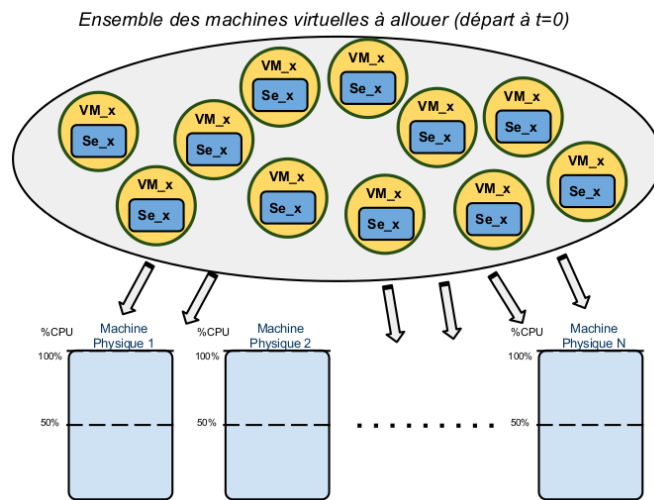 Ensemble des machines virtuelles à allouer (départ à t=0)
VM_x
Se_x
VM_x
Se_x
VM_x
Se_x
VM_x
Se_x
VM_x
Se_x
VM_x
Se_x
VM_x
Se_x
VM_x
Se_x
VM_x
Se_x
VM_x
Se_x
VM_x
Se_x
%CPU
Machine
Physique 1
100%
50%
%CPU
Machine
Physique 2
100%
50%
%CPU
Machine
Physique N
100%
50%